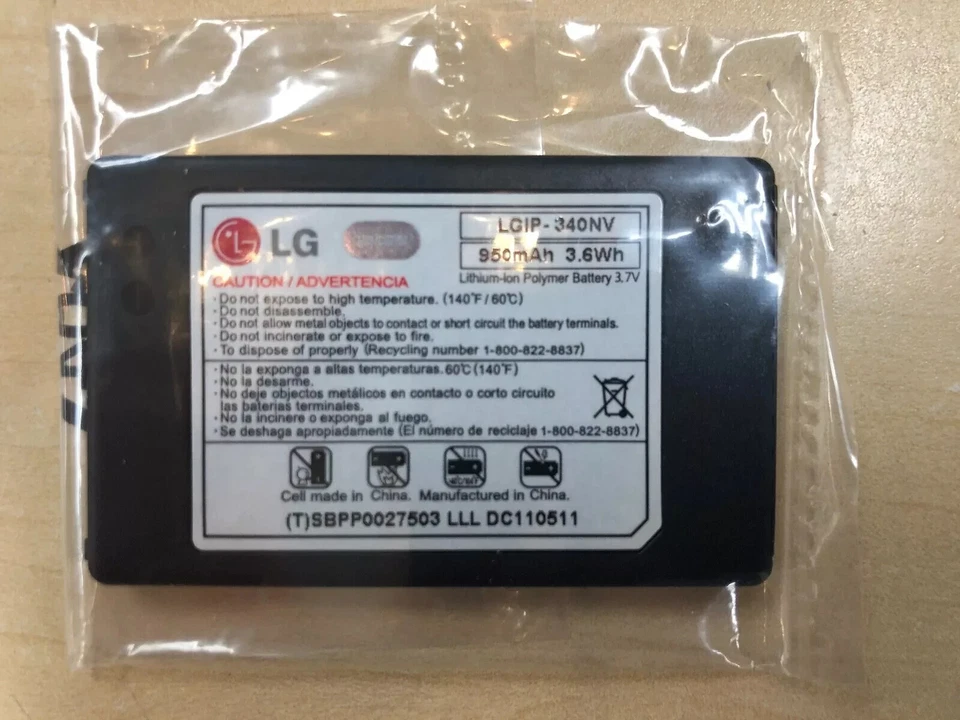 LG
LGIP-340NV
950mAh 3.6Wh
Lithium-Ion Polymer Battery 3.7V
CAUTION / ADVERTENCIA
· Do not expose to high temperature. (140℉/60℃)
· Do not disassemble.
· Do not allow metal objects to contact or short circuit the battery terminals.
· Do not incinerate or expose to fire.
· To dispose of properly (Recycling number 1-800-822-8837)
· No la exponga a altas temperaturas. 60℃ (140℉)
· No la desarme.
· No deje objectos metálicos en contacto o corto circuito
las baterias terminales.
· No la incinere o exponga al fuego.
· Se deshaga apropiadamente (El número de reciclaje 1-800-822-8837)
Cell made in China. Manufactured in China.
(T)SBPP0027503 LLL DC110511